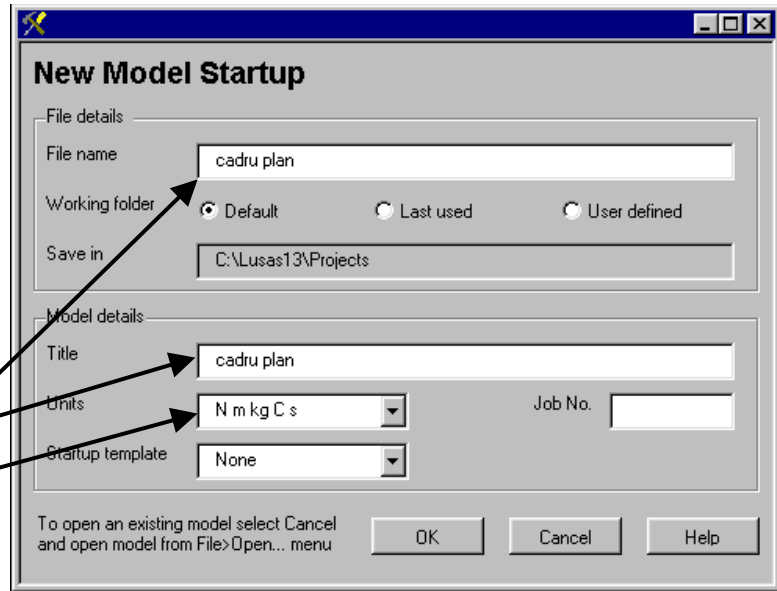 New Model Startup
File details
File name cadru plan
Working folder Default Last used User defined
Save in C:\Lusas13\Projects
Model details
Title cadru plan
Units N m kg C s Job No.
Startup template None
To open an existing model select Cancel
and open model from File>Open... menu
OK Cancel Help